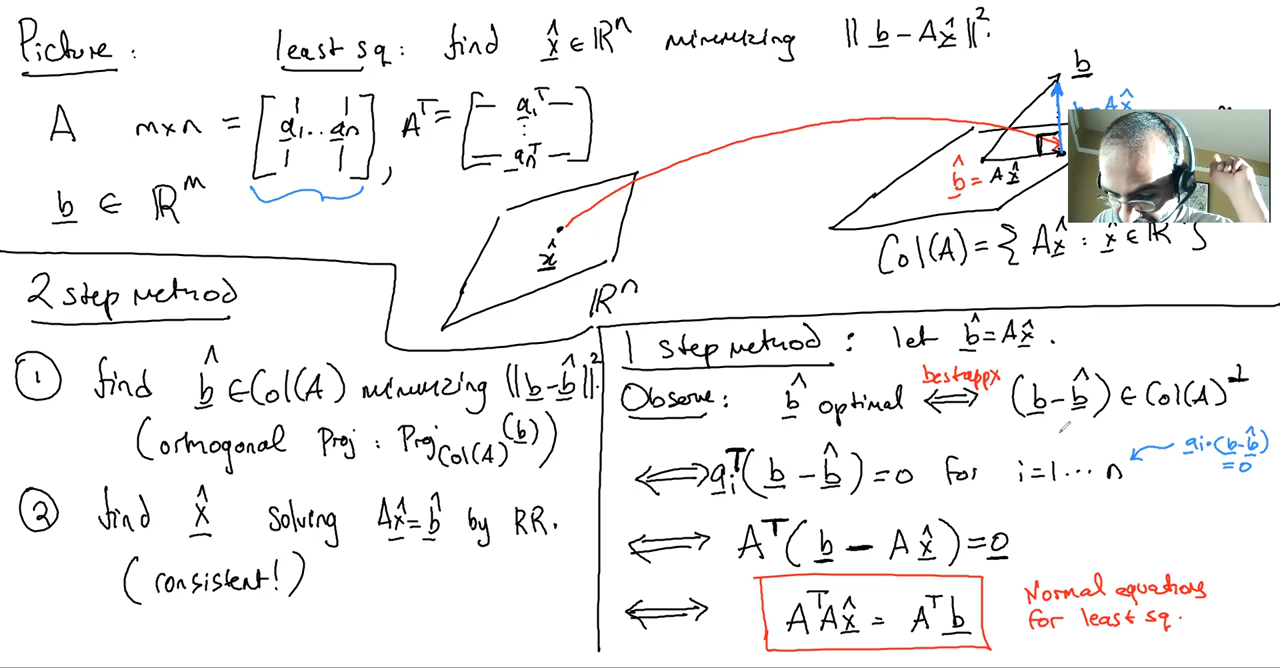 Picture: least sq: find x̂ ∈ ℝⁿ minimizing ‖b - Ax̂‖².
A m×n = [a₁ .. aₙ], Aᵀ = [a₁ᵀ ⋮ aₙᵀ]
b ∈ ℝᵐ
b
b - Ax̂
b̂ = Ax̂
x̂
ℝⁿ
Col(A) = { Ax̂ : x̂ ∈ ℝⁿ }
2 step method
① find b̂ ∈ Col(A) minimizing ‖b - b̂‖².
(orthogonal Proj : Proj_Col(A) (b))
② find x̂ solving Ax̂ = b̂ by RR.
(consistent!)
1 step method : let b̂ = Ax̂.
Observe: b̂ optimal ⟺ (b - b̂) ∈ Col(A)^⊥
best appx
⟺ aᵢᵀ(b - b̂) = 0 for i = 1 ... n
aᵢ·(b - b̂)
= 0
⟺ Aᵀ(b - Ax̂) = 0
⟺ AᵀAx̂ = Aᵀb
Normal equations
for least sq.